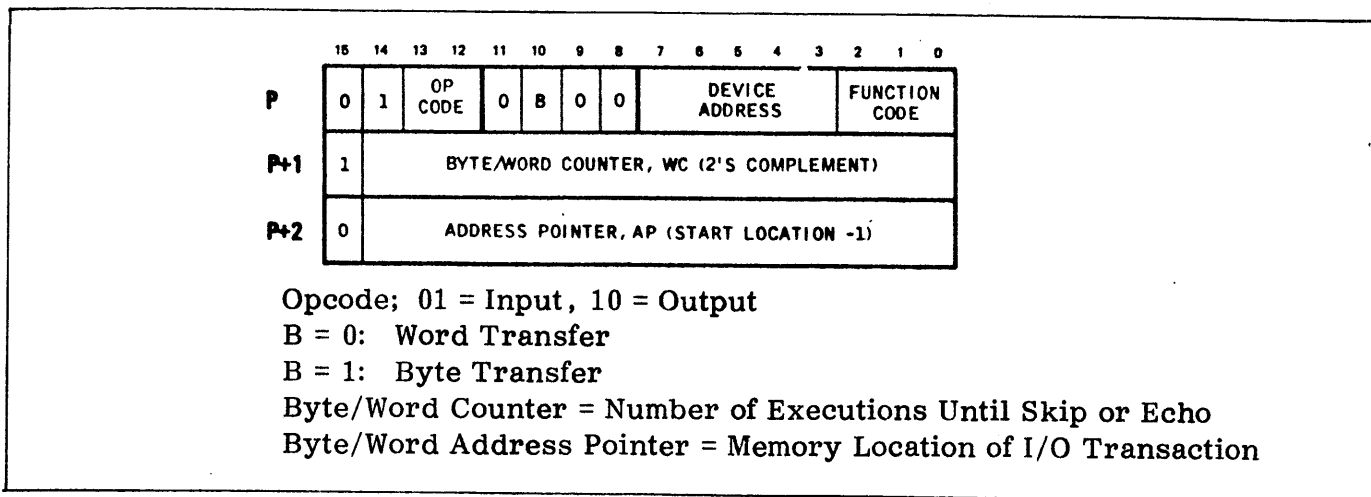 15 14 13 12 11 10 9 8 7 6 5 4 3 2 1 0
P 0 1 OP CODE 0 B 0 0 DEVICE ADDRESS FUNCTION CODE
P+1 1 BYTE/WORD COUNTER, WC (2'S COMPLEMENT)
P+2 0 ADDRESS POINTER, AP (START LOCATION -1)
Opcode; 01 = Input, 10 = Output
B = 0: Word Transfer
B = 1: Byte Transfer
Byte/Word Counter = Number of Executions Until Skip or Echo
Byte/Word Address Pointer = Memory Location of I/O Transaction